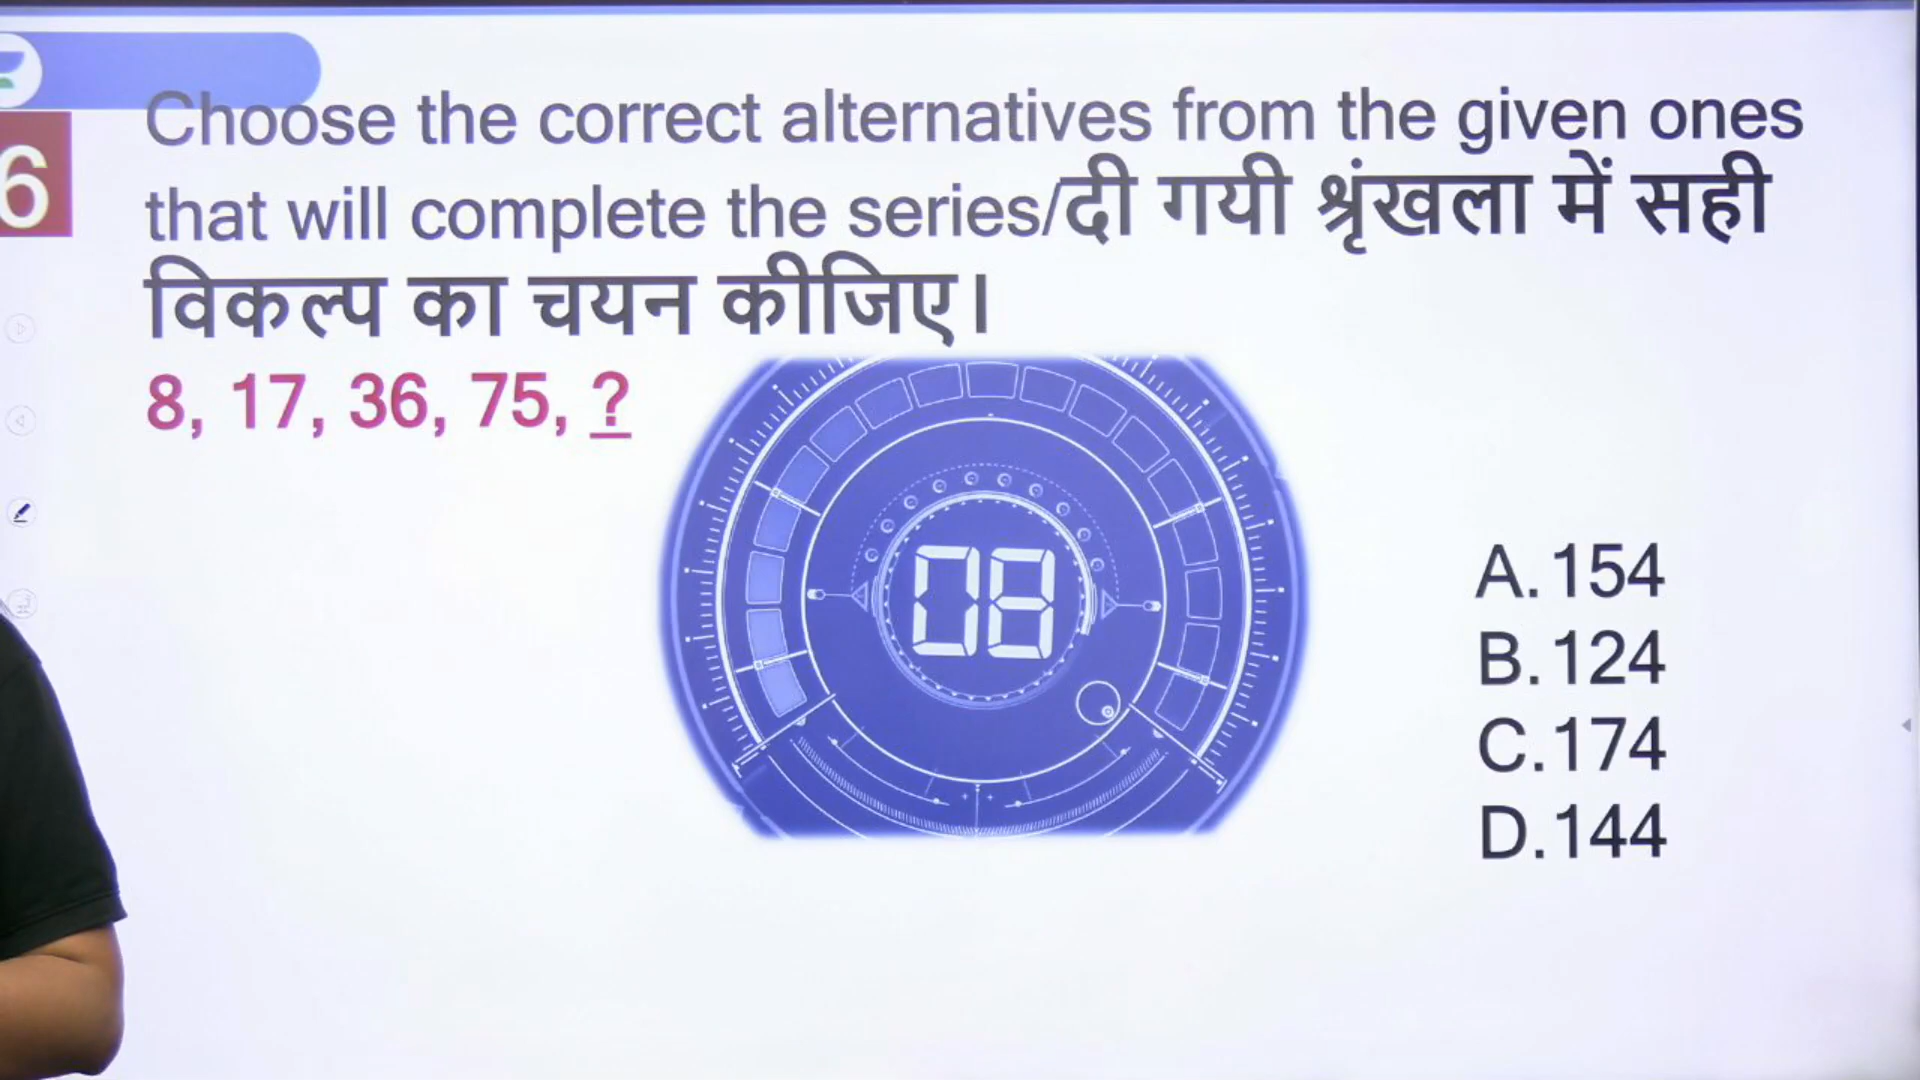 6
Choose the correct alternatives from the given ones
that will complete the series/दी गयी श्रृंखला में सही
विकल्प का चयन कीजिए।
8, 17, 36, 75, ?
08
A.154
B.124
C.174
D.144